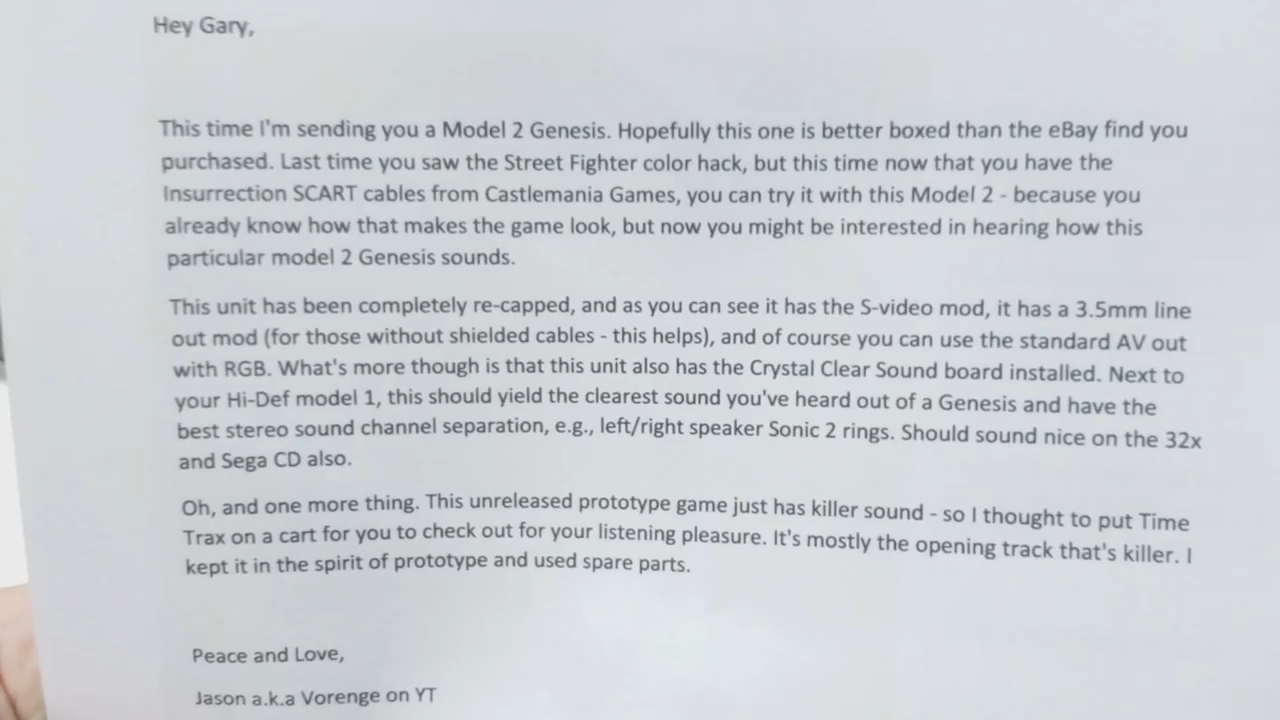 Hey Gary,
This time I'm sending you a Model 2 Genesis. Hopefully this one is better boxed than the eBay find you
purchased. Last time you saw the Street Fighter color hack, but this time now that you have the
Insurrection SCART cables from Castlemania Games, you can try it with this Model 2 - because you
already know how that makes the game look, but now you might be interested in hearing how this
particular model 2 Genesis sounds.
This unit has been completely re-capped, and as you can see it has the S-video mod, it has a 3.5mm line
out mod (for those without shielded cables - this helps), and of course you can use the standard AV out
with RGB. What's more though is that this unit also has the Crystal Clear Sound board installed. Next to
your Hi-Def model 1, this should yield the clearest sound you've heard out of a Genesis and have the
best stereo sound channel separation, e.g., left/right speaker Sonic 2 rings. Should sound nice on the 32x
and Sega CD also.
Oh, and one more thing. This unreleased prototype game just has killer sound - so I thought to put Time
Trax on a cart for you to check out for your listening pleasure. It's mostly the opening track that's killer. I
kept it in the spirit of prototype and used spare parts.
Peace and Love,
Jason a.k.a Vorenge on YT